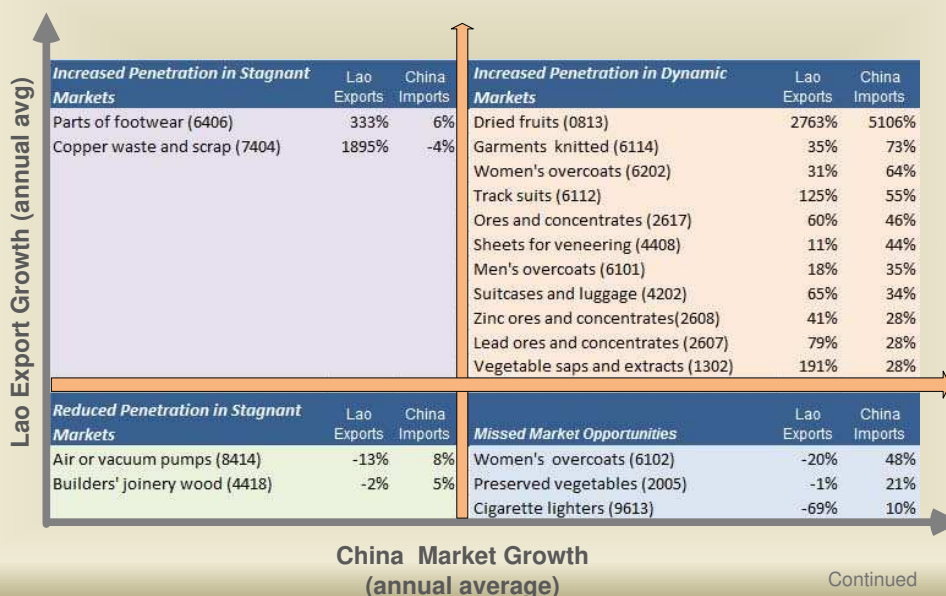 Lao Export Growth (annual avg)
Increased Penetration in Stagnant Markets Lao Exports China Imports
Parts of footwear (6406) 333% 6%
Copper waste and scrap (7404) 1895% -4%
Increased Penetration in Dynamic Markets Lao Exports China Imports
Dried fruits (0813) 2763% 5106%
Garments knitted (6114) 35% 73%
Women's overcoats (6202) 31% 64%
Track suits (6112) 125% 55%
Ores and concentrates (2617) 60% 46%
Sheets for veneering (4408) 11% 44%
Men's overcoats (6101) 18% 35%
Suitcases and luggage (4202) 65% 34%
Zinc ores and concentrates(2608) 41% 28%
Lead ores and concentrates (2607) 79% 28%
Vegetable saps and extracts (1302) 191% 28%
Reduced Penetration in Stagnant Markets Lao Exports China Imports
Air or vacuum pumps (8414) -13% 8%
Builders' joinery wood (4418) -2% 5%
Missed Market Opportunities Lao Exports China Imports
Women's overcoats (6102) -20% 48%
Preserved vegetables (2005) -1% 21%
Cigarette lighters (9613) -69% 10%
China Market Growth
(annual average)
Continued